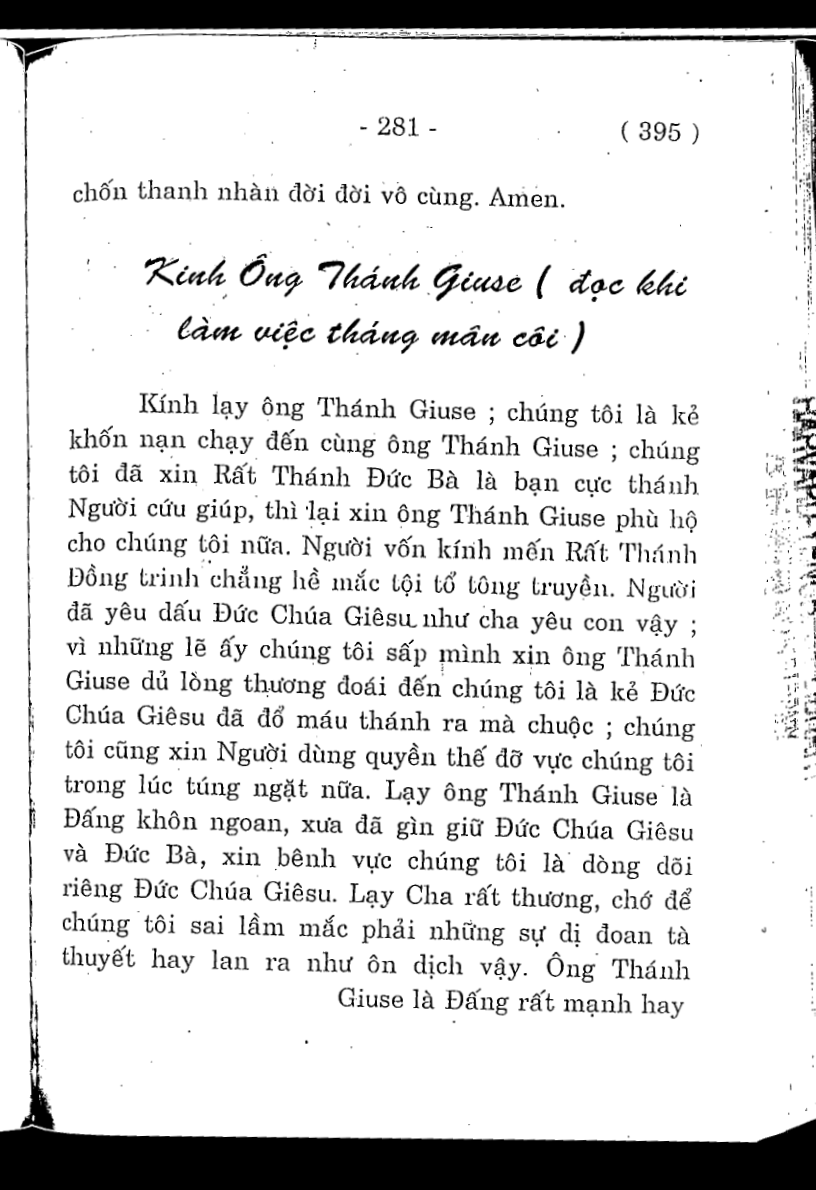 - 281 -
( 395 )
chốn thanh nhàn đời đời vô cùng. Amen.
Kinh Ông Thánh Giuse ( đọc khi
làm việc tháng mân côi )
Kính lạy ông Thánh Giuse ; chúng tôi là kẻ
khốn nạn chạy đến cùng ông Thánh Giuse ; chúng
tôi đã xin Rất Thánh Đức Bà là bạn cực thánh
Người cứu giúp, thì lại xin ông Thánh Giuse phù hộ
cho chúng tôi nữa. Người vốn kính mến Rất Thánh
Đồng trinh chẳng hề mắc tội tổ tông truyền. Người
đã yêu dấu Đức Chúa Giêsu như cha yêu con vậy ;
vì những lẽ ấy chúng tôi sấp mình xin ông Thánh
Giuse dủ lòng thương đoái đến chúng tôi là kẻ Đức
Chúa Giêsu đã đổ máu thánh ra mà chuộc ; chúng
tôi cũng xin Người dùng quyền thế đỡ vực chúng tôi
trong lúc túng ngặt nữa. Lạy ông Thánh Giuse là
Đấng khôn ngoan, xưa đã gìn giữ Đức Chúa Giêsu
và Đức Bà, xin bênh vực chúng tôi là dòng dõi
riêng Đức Chúa Giêsu. Lạy Cha rất thương, chớ để
chúng tôi sai lầm mắc phải những sự dị đoan tà
thuyết hay lan ra như ôn dịch vậy. Ông Thánh
Giuse là Đấng rất mạnh hay